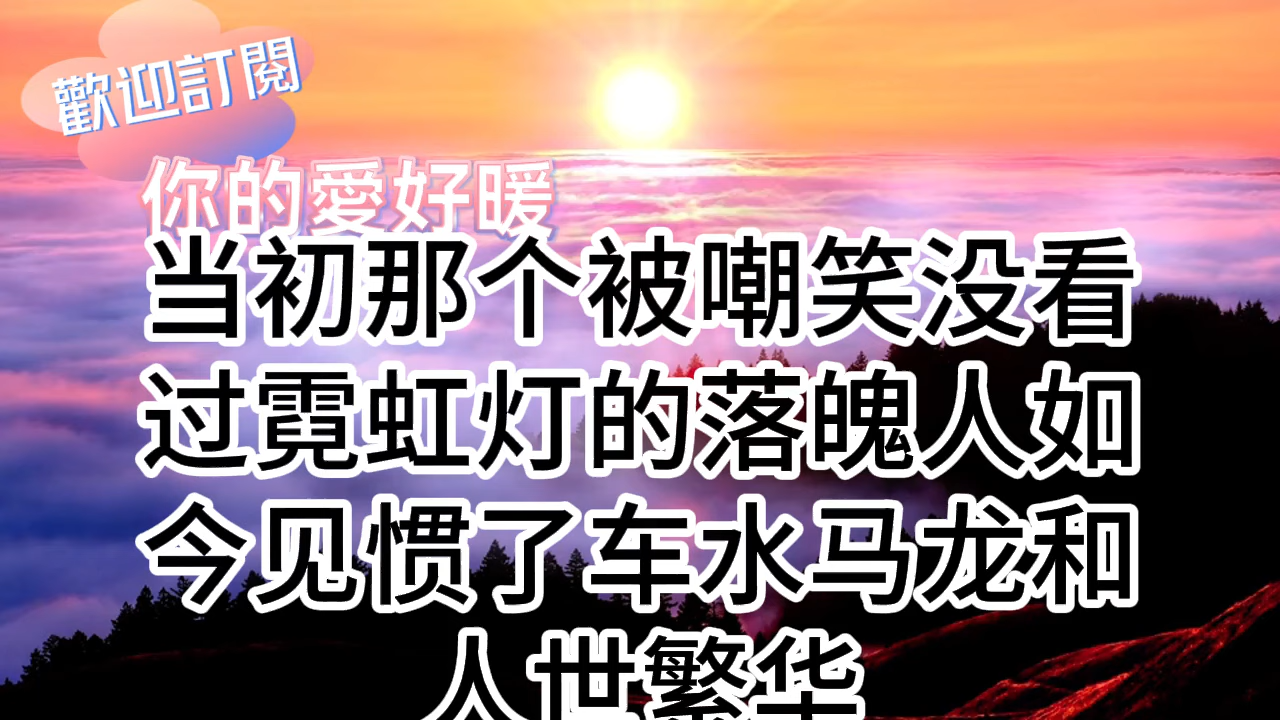 歡迎訂閱
你的愛好暖
当初那个被嘲笑没看
过霓虹灯的落魄人如
今见惯了车水马龙和
人世繁华